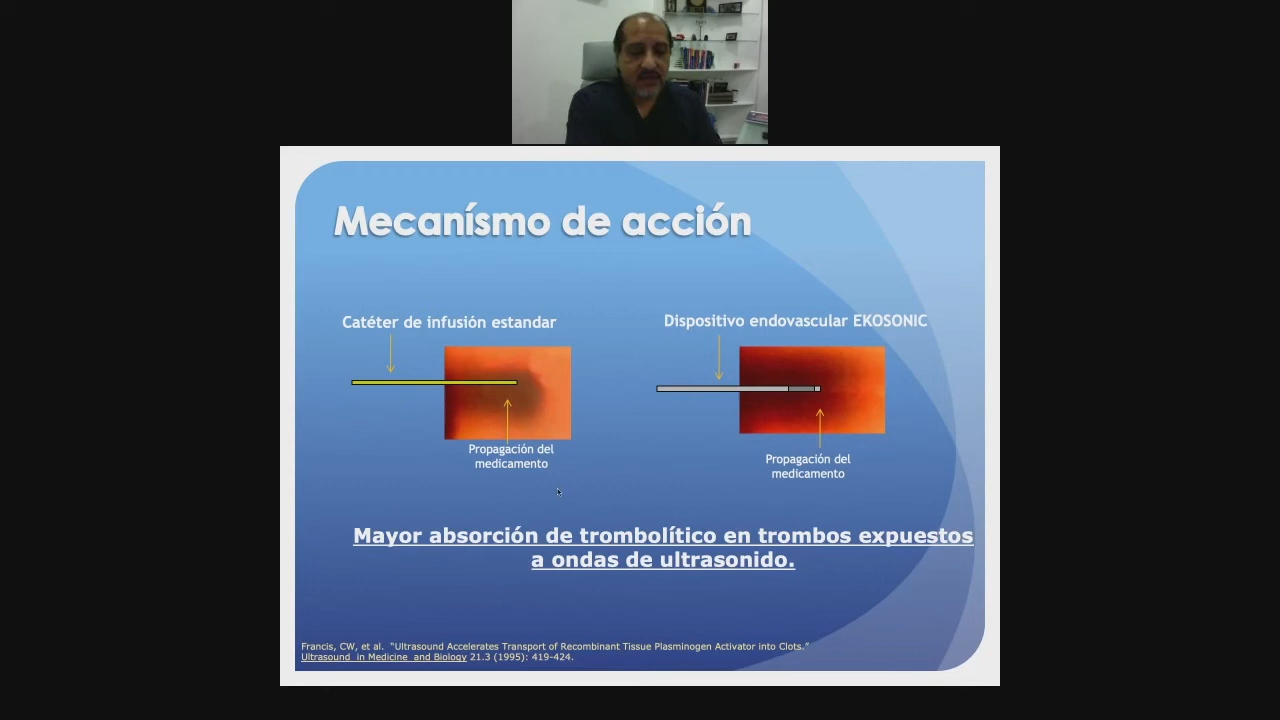 Mecanísmo de acción
Catéter de infusión estandar
Dispositivo endovascular EKOSONIC
Propagación del
medicamento
Propagación del
medicamento
Mayor absorción de trombolítico en trombos expuestos
a ondas de ultrasonido.
Francis, CW, et al. “Ultrasound Accelerates Transport of Recombinant Tissue Plasminogen Activator into Clots.”
Ultrasound in Medicine and Biology 21.3 (1995): 419-424.